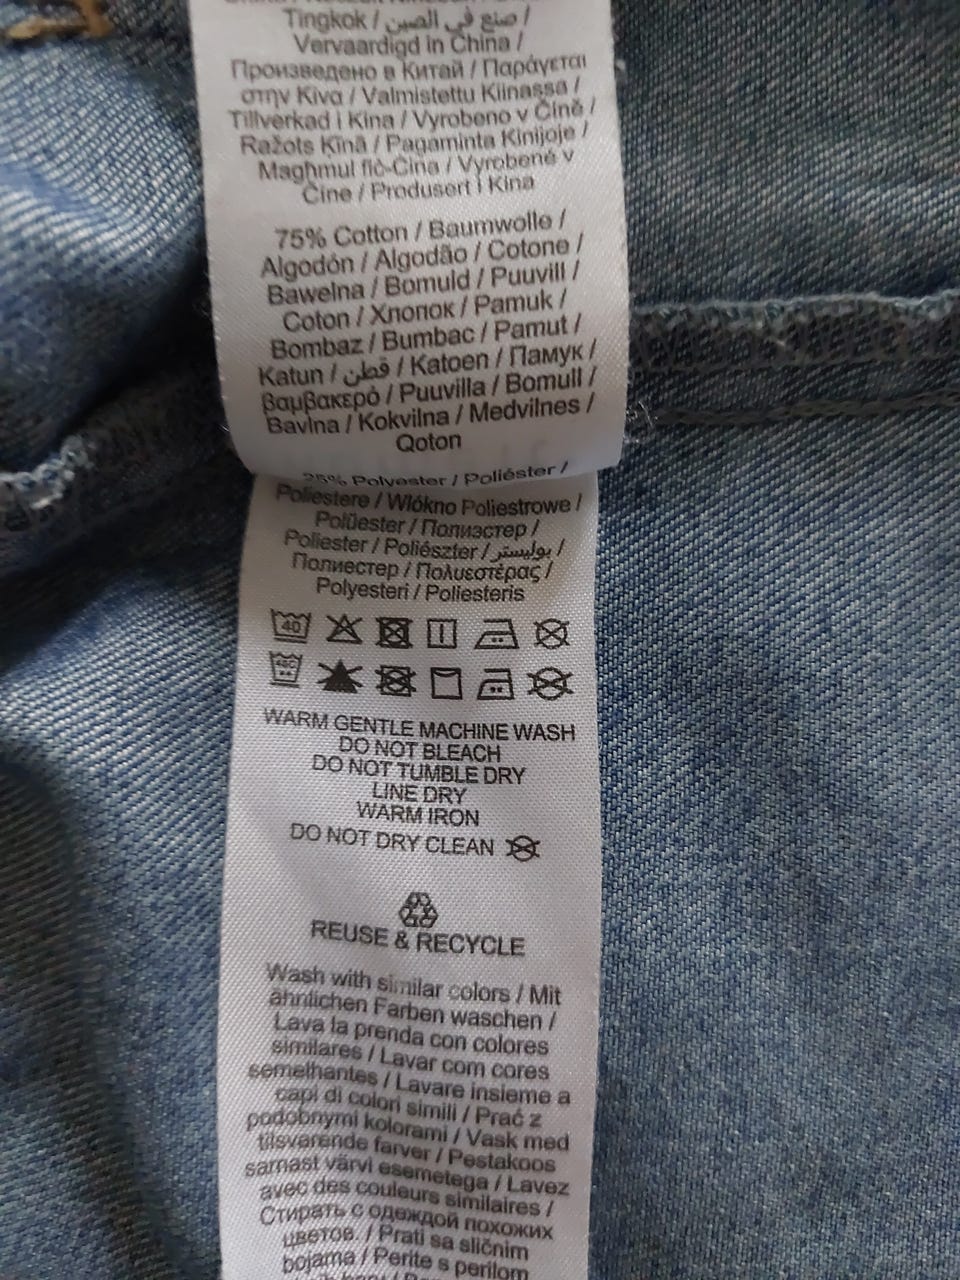 Tingkok / صنع في الصين /
Vervaardigd in China /
Произведено в Китай / Παράγεται
στην Κίνα / Valmistettu Kiinassa /
Tillverkad i Kina / Vyrobeno v Číně /
Ražots Ķīnā / Pagaminta Kinijoje /
Magħmul fiċ-Ċina / Vyrobené v
Číne / Produsert i Kina
75% Cotton / Baumwolle /
Algodón / Algodão / Cotone /
Bawełna / Bomuld / Puuvill /
Coton / Хлопок / Pamuk /
Bombaz / Bumbac / Pamut /
Katun / قطن / Katoen / Памук /
βαμβακερό / Puuvilla / Bomull /
Bavlna / Kokvilna / Medvilnes /
Qoton
25% Polyester / Poliéster /
Poliestere / Włókno Poliestrowe /
Polüester / Полиэстер /
Poliester / Poliészter / بوليستر /
Полиестер / Πολυεστέρας /
Polyesteri / Poliesteris
40
WARM GENTLE MACHINE WASH
DO NOT BLEACH
DO NOT TUMBLE DRY
LINE DRY
WARM IRON
DO NOT DRY CLEAN
REUSE & RECYCLE
Wash with similar colors / Mit
ähnlichen Farben waschen /
Lava la prenda con colores
similares / Lavar com cores
semelhantes / Lavare insieme a
capi di colori simili / Prać z
podobnymi kolorami / Vask med
tilsvarende farver / Pestakoos
sarnast värvi esemetega / Lavez
avec des couleurs similaires /
Стирать с одеждой похожих
цветов. / Prati sa sličnim
bojama / Perite s perilom